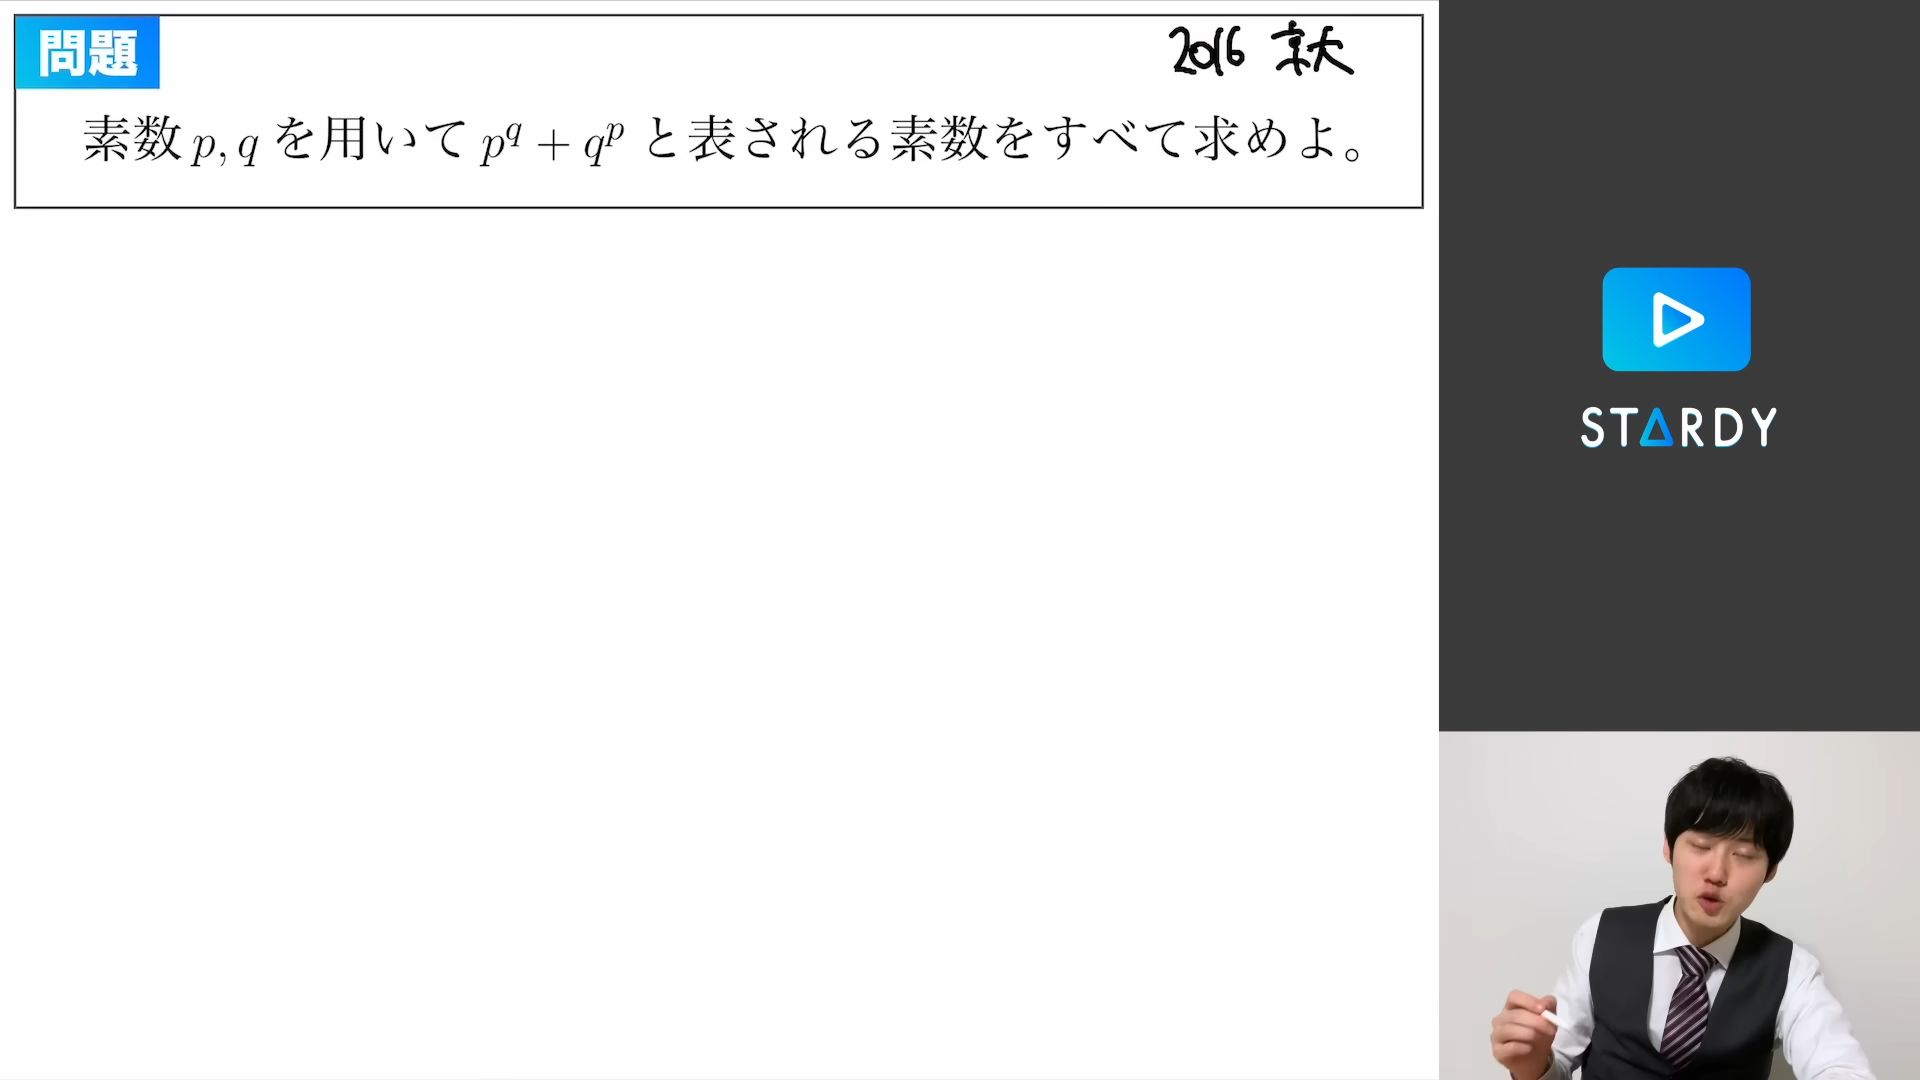 問題
2016 京大
素数 p, q を用いて p^q + q^p と表される素数をすべて求めよ。
STARDY